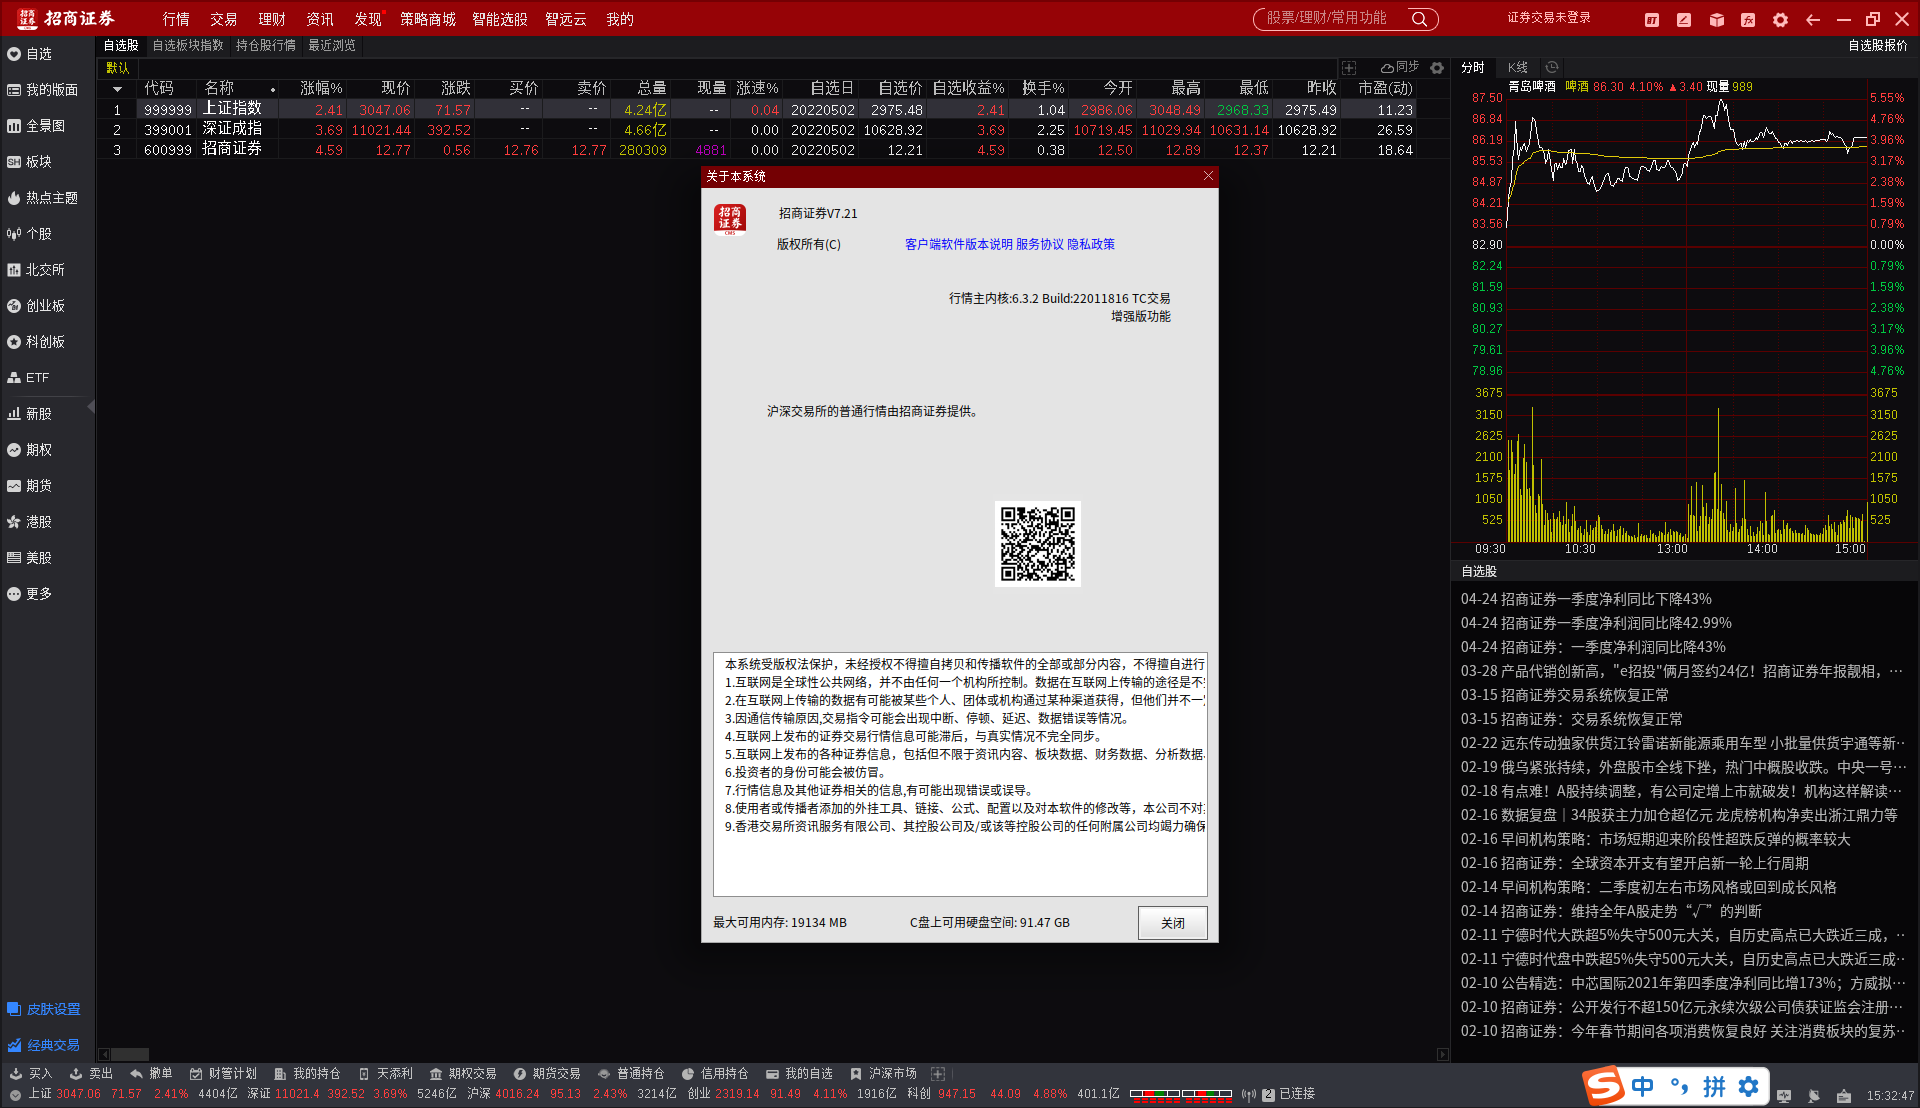 招商证券 行情 交易 理财 资讯 发现 策略商城 智能选股 智远云 我的 股票/理财/常用功能 证券交易未登录
自选股 自选板块指数 持仓股行情 最近浏览 自选股报价
默认 同步
代码 名称 涨幅% 现价 涨跌 买价 卖价 总量 现量 涨速% 自选日 自选价 自选收益% 换手% 今开 最高 最低 昨收 市盈(动)
1 999999 上证指数 2.41 3047.06 71.57 -- -- 4.24亿 -- 0.04 20220502 2975.48 2.41 1.04 2986.06 3048.49 2968.33 2975.49 11.23
2 399001 深证成指 3.69 11021.44 392.52 -- -- 4.66亿 -- 0.00 20220502 10628.92 3.69 2.25 10719.45 11029.94 10631.14 10628.92 26.59
3 600999 招商证券 4.59 12.77 0.56 12.76 12.77 280309 4881 0.00 20220502 12.21 4.59 0.38 12.50 12.89 12.37 12.21 18.64
自选
我的版面
全景图
板块
热点主题
个股
北交所
创业板
科创板
ETF
新股
期权
期货
港股
美股
更多
皮肤设置
经典交易
关于本系统
招商证券
CMS
招商证券V7.21
版权所有(C) 客户端软件版本说明 服务协议 隐私政策
行情主内核:6.3.2 Build:22011816 TC交易
增强版功能
沪深交易所的普通行情由招商证券提供。
本系统受版权法保护，未经授权不得擅自拷贝和传播软件的全部或部分内容，不得擅自进行
1.互联网是全球性公共网络，并不由任何一个机构所控制。数据在互联网上传输的途径是不
2.在互联网上传输的数据有可能被某些个人、团体或机构通过某种渠道获得，但他们并不一
3.因通信传输原因,交易指令可能会出现中断、停顿、延迟、数据错误等情况。
4.互联网上发布的证券交易行情信息可能滞后，与真实情况不完全同步。
5.互联网上发布的各种证券信息，包括但不限于资讯内容、板块数据、财务数据、分析数据
6.投资者的身份可能会被仿冒。
7.行情信息及其他证券相关的信息,有可能出现错误或误导。
8.使用者或传播者添加的外挂工具、链接、公式、配置以及对本软件的修改等，本公司不对
9.香港交易所资讯服务有限公司、其控股公司及/或该等控股公司的任何附属公司均竭力确保
最大可用内存: 19134 MB C盘上可用硬盘空间: 91.47 GB 关闭
分时 K线
青岛啤酒 啤酒 86.30 4.10% ▲3.40 现量 989
87.50 5.55%
86.84 4.76%
86.19 3.96%
85.53 3.17%
84.87 2.38%
84.21 1.59%
83.56 0.79%
82.90 0.00%
82.24 0.79%
81.59 1.59%
80.93 2.38%
80.27 3.17%
79.61 3.96%
78.96 4.76%
3675 3675
3150 3150
2625 2625
2100 2100
1575 1575
1050 1050
525 525
09:30 10:30 13:00 14:00 15:00
自选股
04-24 招商证券一季度净利同比下降43%
04-24 招商证券一季度净利润同比降42.99%
04-24 招商证券：一季度净利润同比降43%
03-28 产品代销创新高，"e招投"俩月签约24亿！招商证券年报靓相，…
03-15 招商证券交易系统恢复正常
03-15 招商证券：交易系统恢复正常
02-22 远东传动独家供货江铃雷诺新能源乘用车型 小批量供货宇通等新…
02-19 俄乌紧张持续，外盘股市全线下挫，热门中概股收跌。中央一号…
02-18 有点难！A股持续调整，有公司定增上市就破发！机构这样解读…
02-16 数据复盘｜34股获主力加仓超亿元 龙虎榜机构净卖出浙江鼎力等
02-16 早间机构策略：市场短期迎来阶段性超跌反弹的概率较大
02-16 招商证券：全球资本开支有望开启新一轮上行周期
02-14 早间机构策略：二季度初左右市场风格或回到成长风格
02-14 招商证券：维持全年A股走势“√”的判断
02-11 宁德时代大跌超5%失守500元大关，自历史高点已大跌近三成，…
02-11 宁德时代盘中跌超5%失守500元大关，自历史高点已大跌近三成…
02-10 公告精选：中芯国际2021年第四季度净利同比增173%；方威拟…
02-10 招商证券：公开发行不超150亿元永续次级公司债获证监会注册…
02-10 招商证券：今年春节期间各项消费恢复良好 关注消费板块的复苏…
买入 卖出 撤单 财管计划 我的持仓 天添利 期权交易 期货交易 普通持仓 信用持仓 我的自选 沪深市场
上证 3047.06 71.57 2.41% 4404亿 深证 11021.4 392.52 3.69% 5246亿 沪深 4016.24 95.13 2.43% 3214亿 创业 2319.14 91.49 4.11% 1916亿 科创 947.15 44.09 4.88% 401.1亿 2 已连接
中 °, 拼
15:32:47